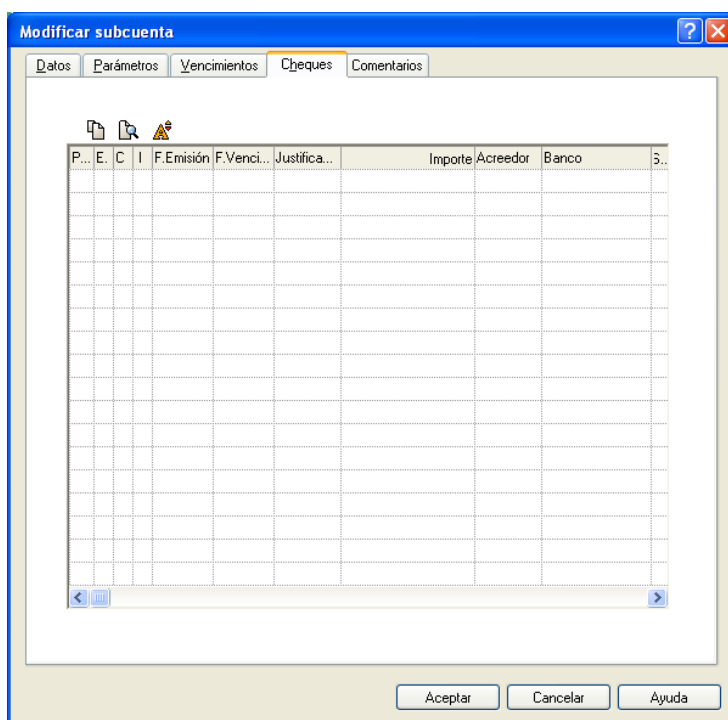 Modificar subcuenta
Datos Parámetros Vencimientos Cheques Comentarios
P... E. C I F.Emisión F.Venci... Justifica... Importe Acreedor Banco
Aceptar Cancelar Ayuda